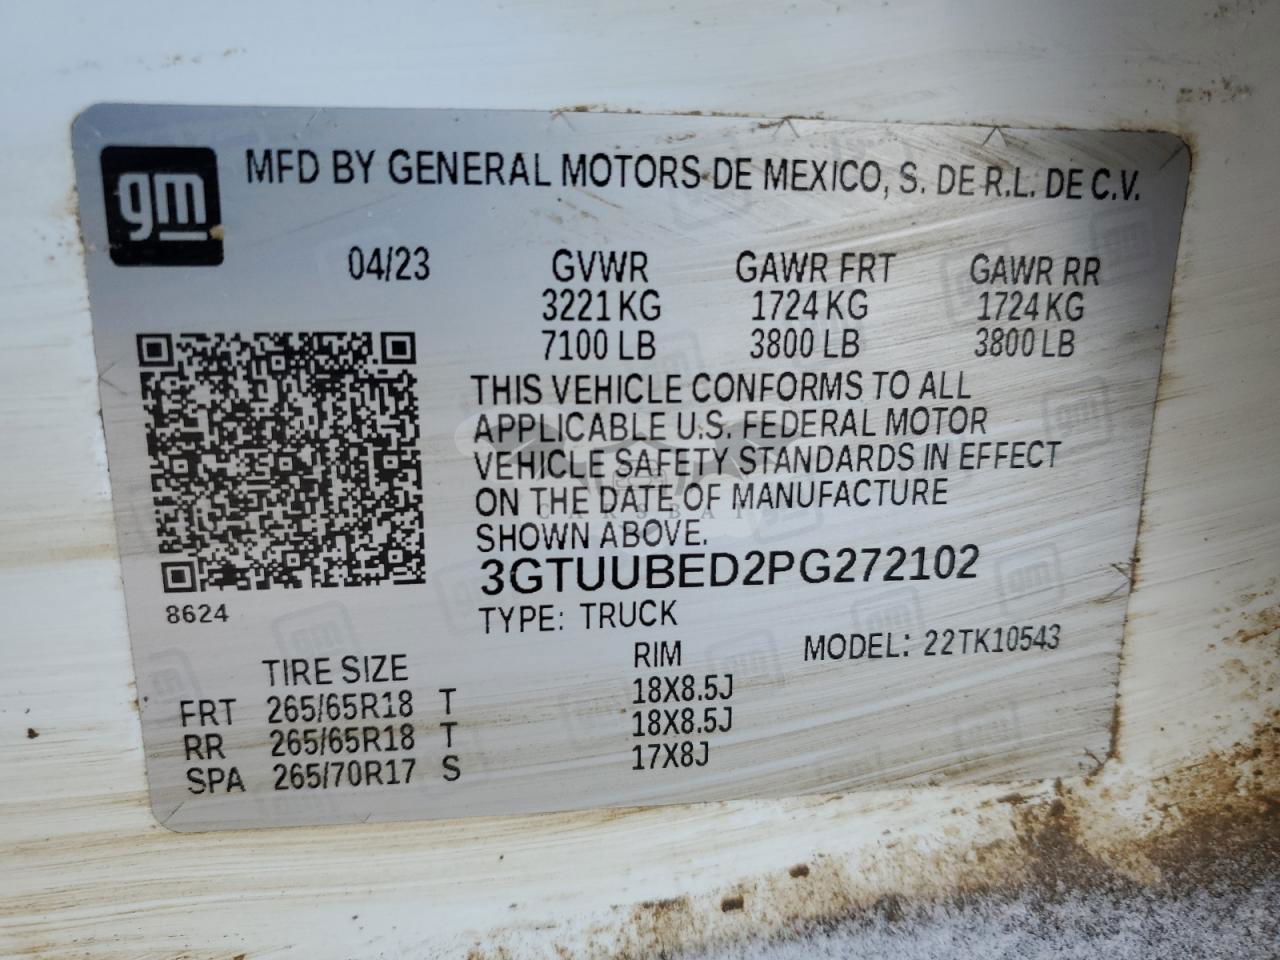 gm MFD BY GENERAL MOTORS DE MEXICO, S. DE R.L. DE C.V.
04/23 GVWR GAWR FRT GAWR RR
3221 KG 1724 KG 1724 KG
7100 LB 3800 LB 3800 LB
THIS VEHICLE CONFORMS TO ALL
APPLICABLE U.S. FEDERAL MOTOR
VEHICLE SAFETY STANDARDS IN EFFECT
ON THE DATE OF MANUFACTURE
SHOWN ABOVE.
3GTUUBED2PG272102
8624
TYPE: TRUCK
TIRE SIZE RIM MODEL: 22TK10543
FRT 265/65R18 T 18X8.5J
RR 265/65R18 T 18X8.5J
SPA 265/70R17 S 17X8J